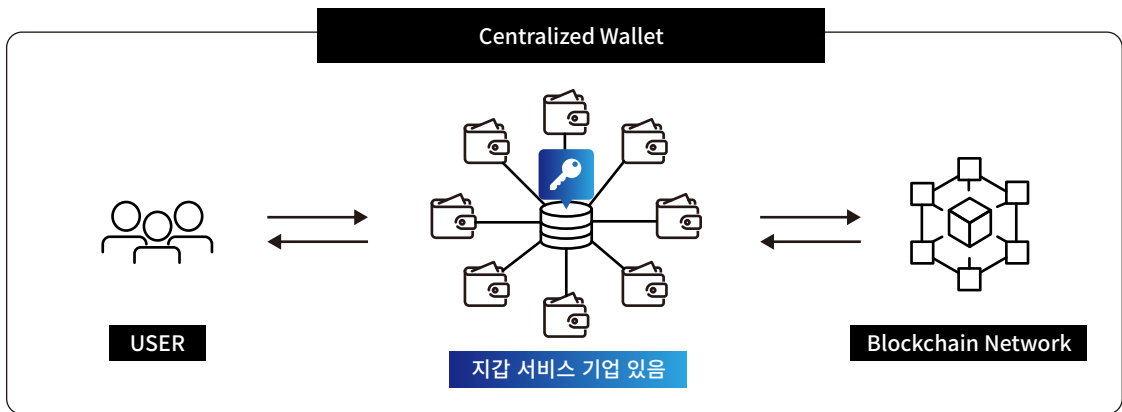 Centralized Wallet
USER
지갑 서비스 기업 있음
Blockchain Network